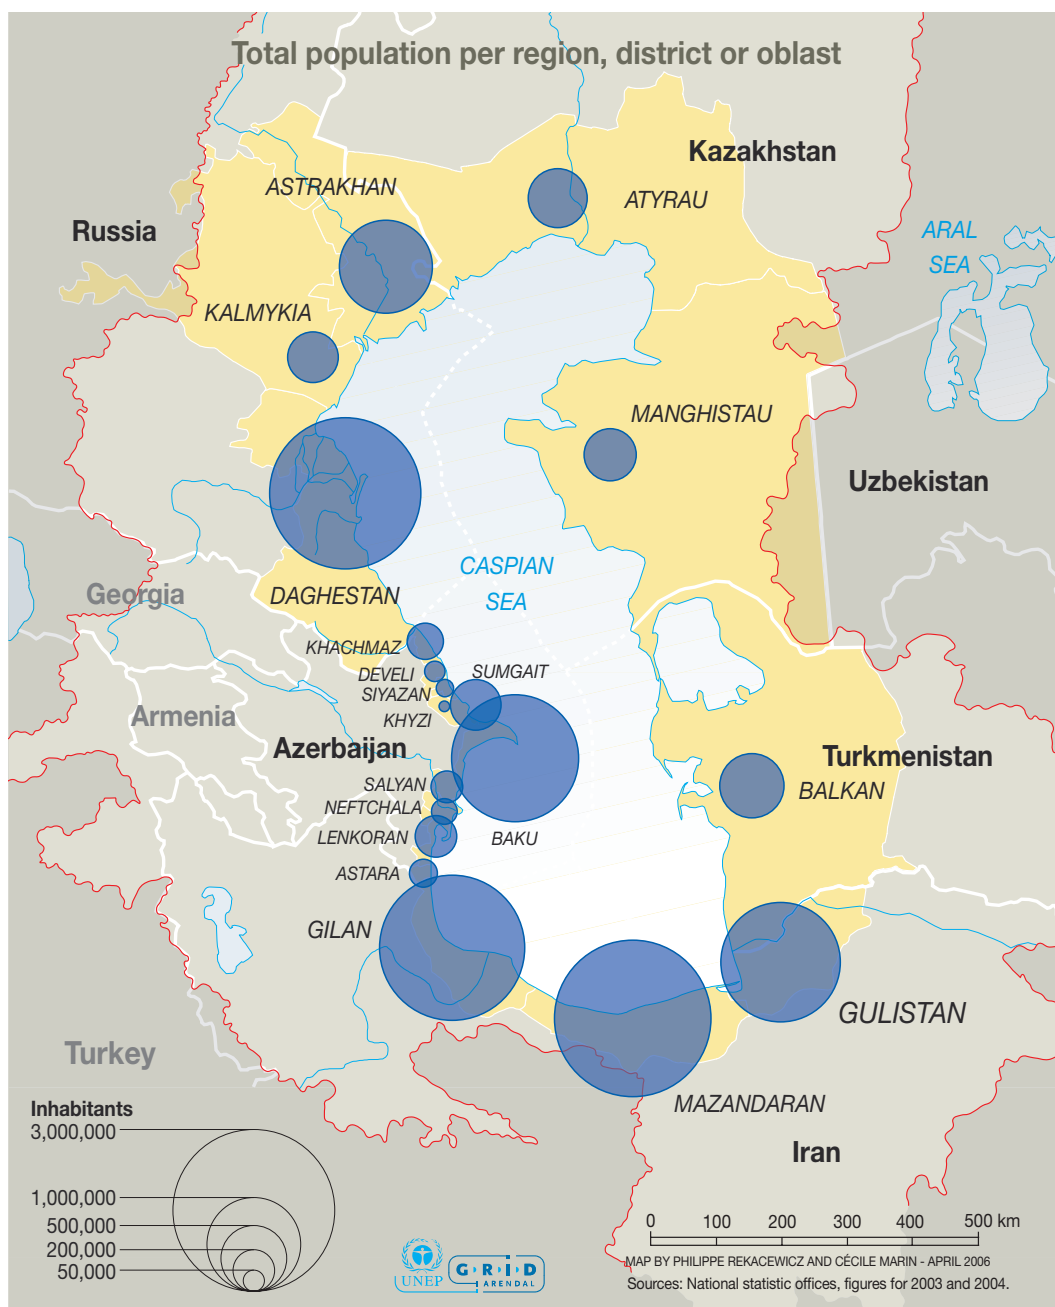 Total population per region, district or oblast
Kazakhstan
ASTRAKHAN
ATYRAU
Russia
ARAL
SEA
KALMYKIA
MANGHISTAU
Uzbekistan
CASPIAN
SEA
Georgia
DAGHESTAN
KHACHMAZ
DEVELI
SUMGAIT
SIYAZAN
KHYZI
Armenia
Azerbaijan
Turkmenistan
SALYAN
BALKAN
NEFTCHALA
LENKORAN
BAKU
ASTARA
GILAN
GULISTAN
Turkey
MAZANDARAN
Iran
Inhabitants
3,000,000
1,000,000
500,000
200,000
50,000
0 100 200 300 400 500 km
UNEP
GRID
ARENDAL
MAP BY PHILIPPE REKACEWICZ AND CÉCILE MARIN - APRIL 2006
Sources: National statistic offices, figures for 2003 and 2004.